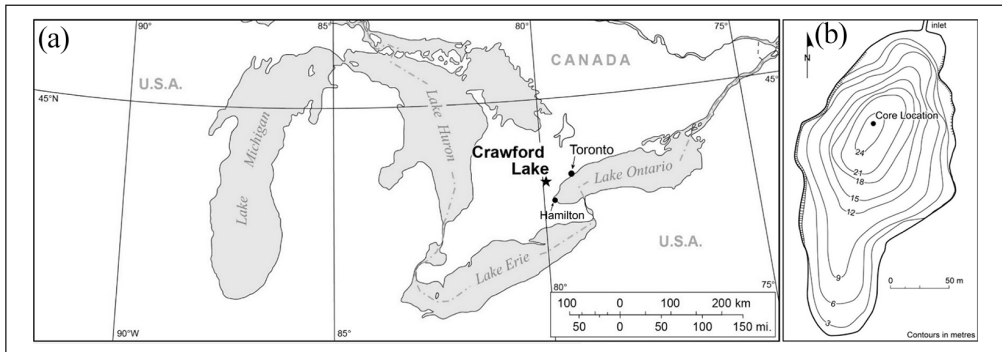 (a)
90°
85°
80°
75°
CANADA
U.S.A.
45°N
45°
Lake Michigan
Lake Huron
Crawford
Lake
Toronto
Lake Ontario
Hamilton
U.S.A.
Lake Erie
80°
75°
100 0 100 200 km
50 0 50 100 150 mi.
90°W
85°
(b)
inlet
N
Core Location
24
21
18
15
12
9
6
3
0 50 m
Contours in metres